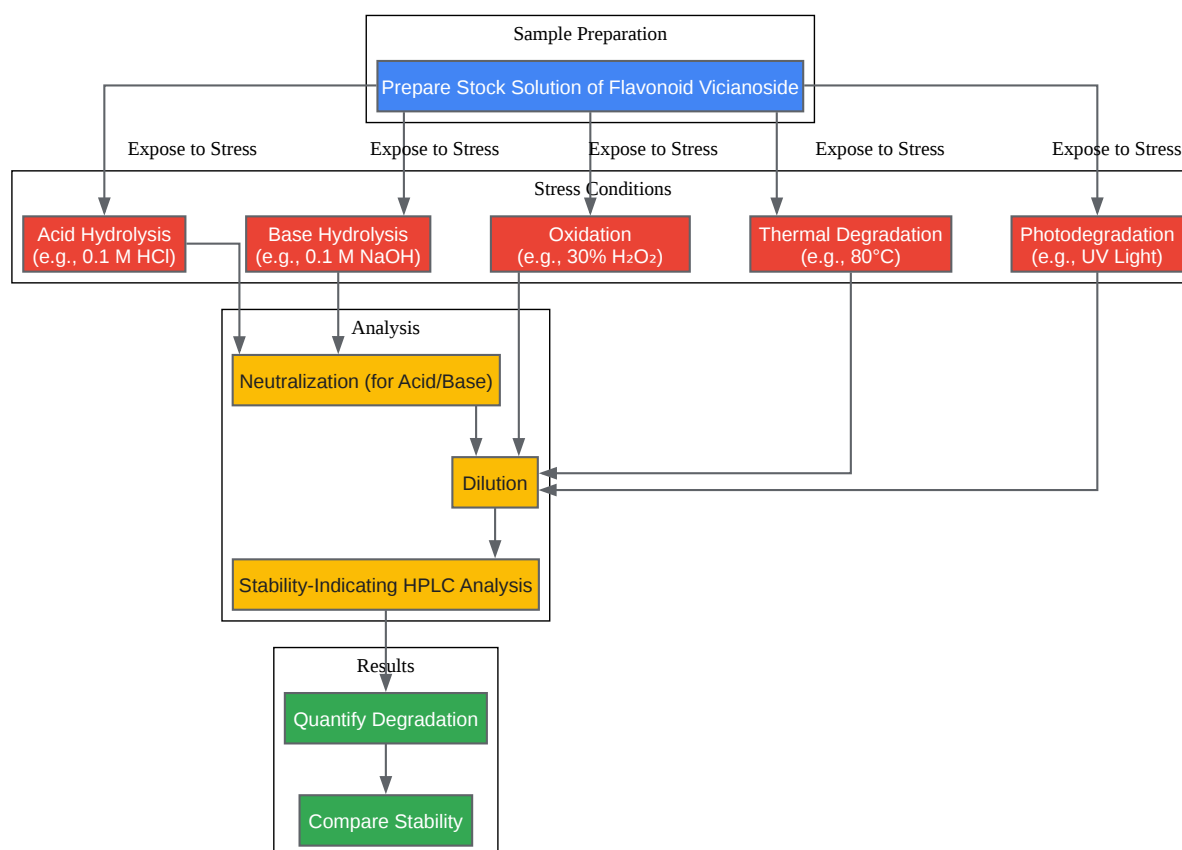 Sample Preparation
Prepare Stock Solution of Flavonoid Vicianoside
Expose to Stress
Expose to Stress
Expose to Stress
Expose to Stress
Expose to Stress
Stress Conditions
Acid Hydrolysis
(e.g., 0.1 M HCl)
Base Hydrolysis
(e.g., 0.1 M NaOH)
Oxidation
(e.g., 30% H₂O₂)
Thermal Degradation
(e.g., 80°C)
Photodegradation
(e.g., UV Light)
Analysis
Neutralization (for Acid/Base)
Dilution
Stability-Indicating HPLC Analysis
Results
Quantify Degradation
Compare Stability